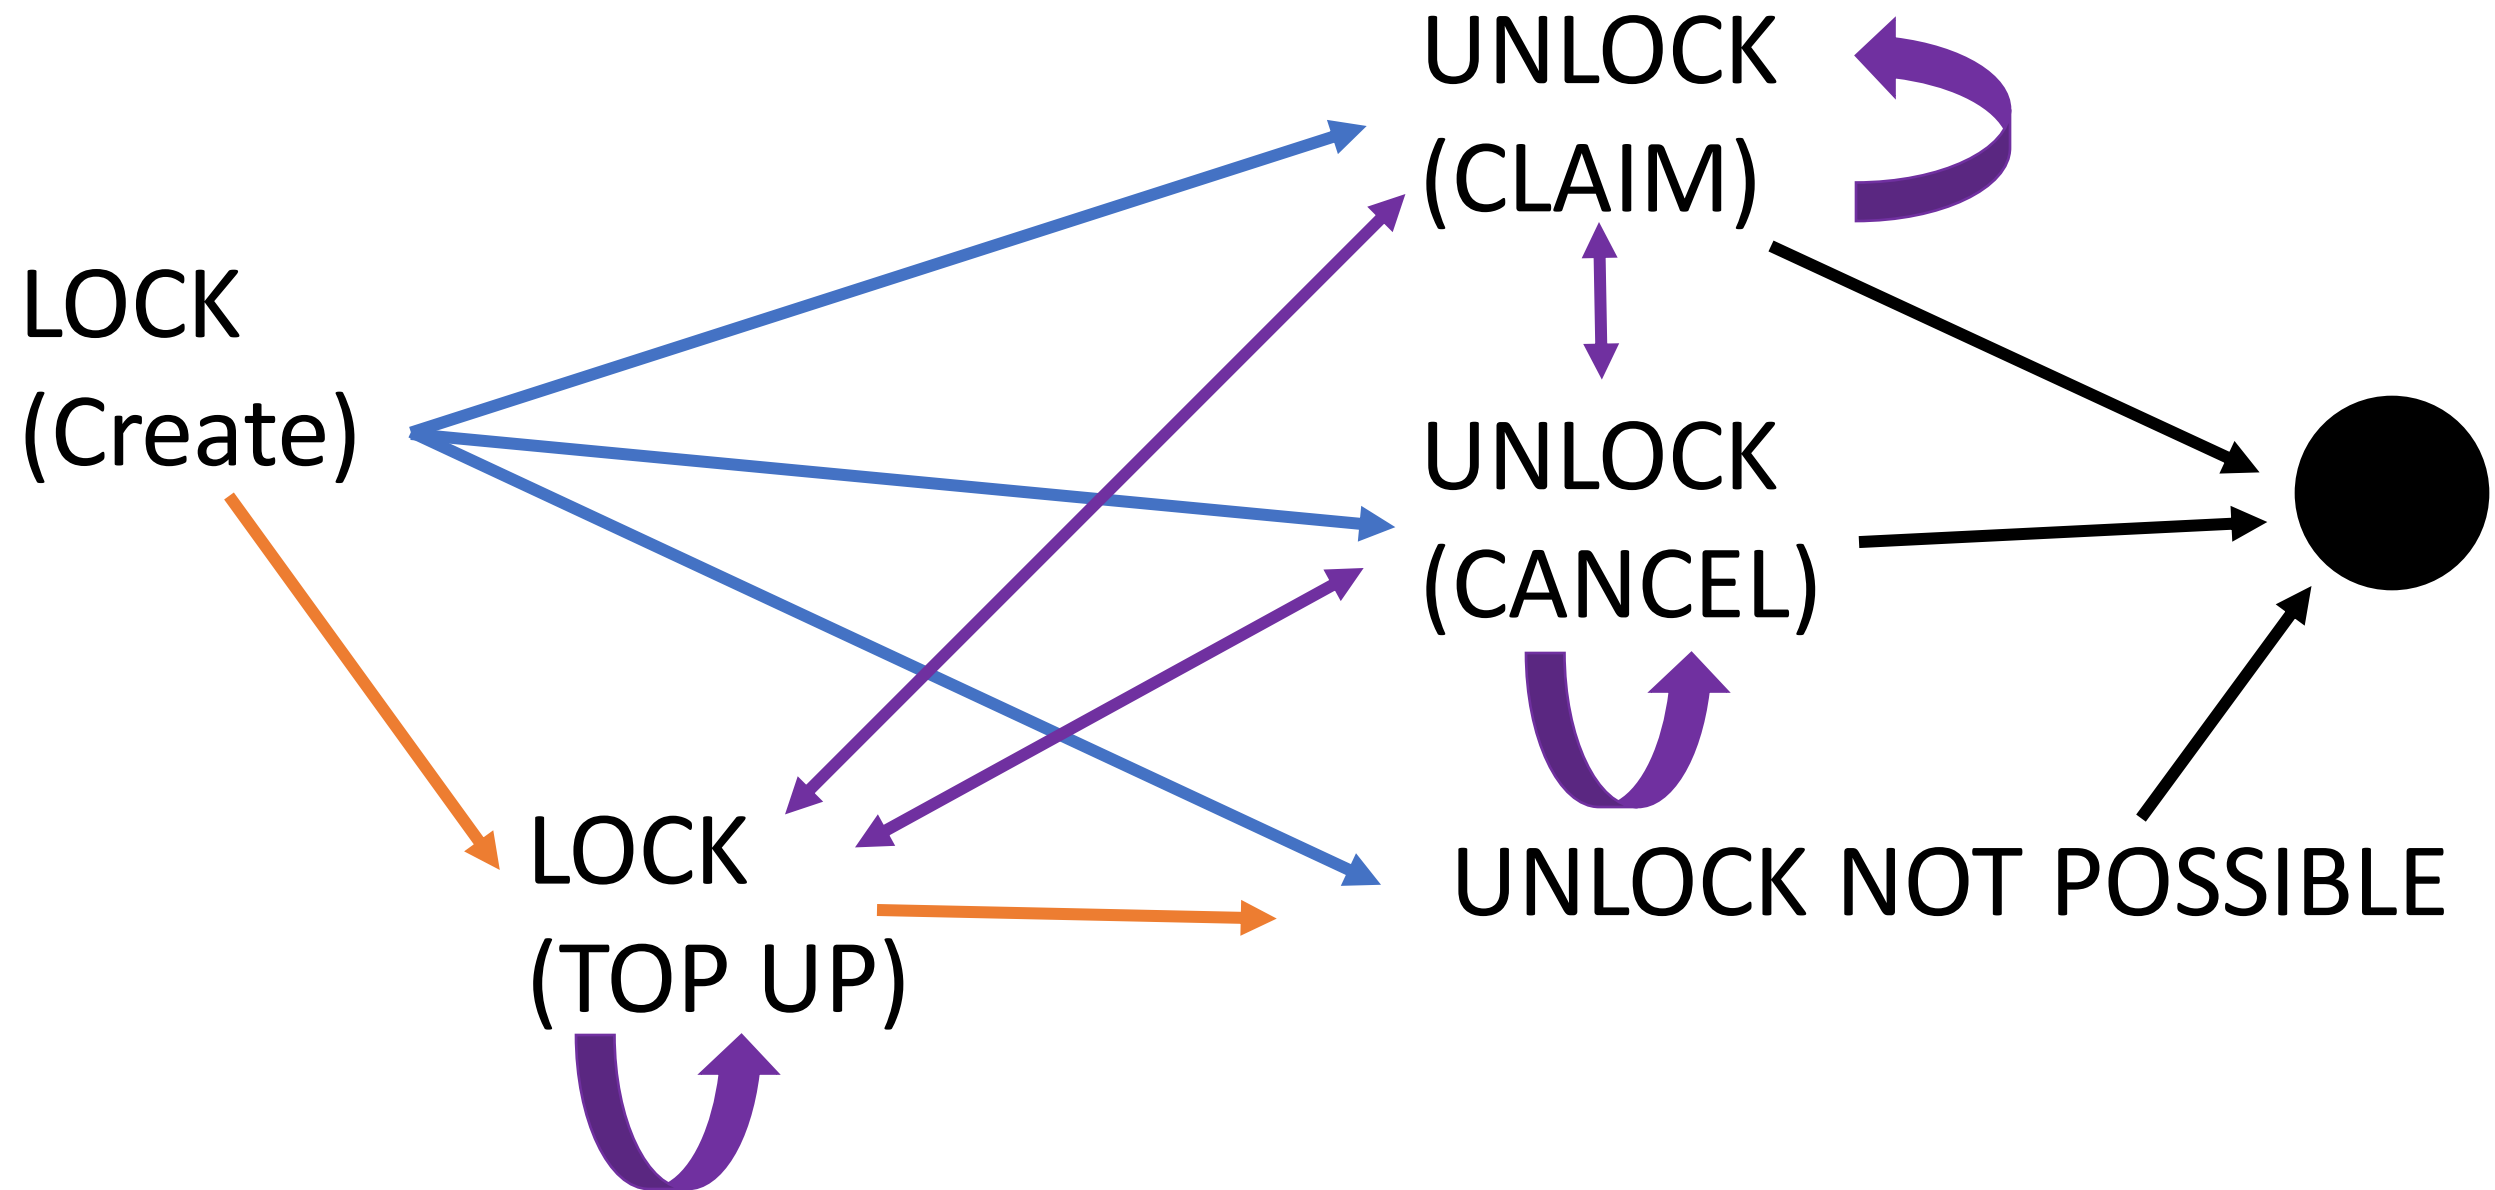 LOCK
(Create)
UNLOCK
(CLAIM)
UNLOCK
(CANCEL)
LOCK
(TOP UP)
UNLOCK NOT POSSIBLE